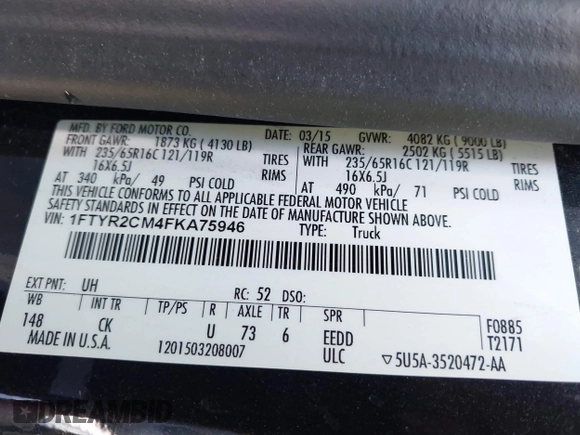 MFD. BY FORD MOTOR CO. 03/15 GVWR: 4082 KG ( 9000 LB)
FRONT GAWR: 1873 KG ( 4130 LB) REAR GAWR: 2502 KG ( 5515 LB)
WITH 235/65R16C 121/119R TIRES WITH 235/65R16C 121/119R TIRES
16X6.5J RIMS 16X6.5J
AT 340 kPa/ 49 PSI COLD AT 490 kPa/ 71 PSI COLD
THIS VEHICLE CONFORMS TO ALL APPLICABLE FEDERAL MOTOR VEHICLE
SAFETY STANDARDS IN EFFECT ON THE DATE OF MANUFACTURE SHOWN ABOVE.
VIN: 1FTYR2CM4FKA75946 TYPE: Truck
EXT PNT: UH RC: 52 DSO:
WB INT TR TP/PS R AXLE TR SPR F0885
148 CK U 73 6 EEDD T2171
MADE IN U.S.A. 1201503208007 ULC ▽5U5A-3520472-AA
DREAMBID